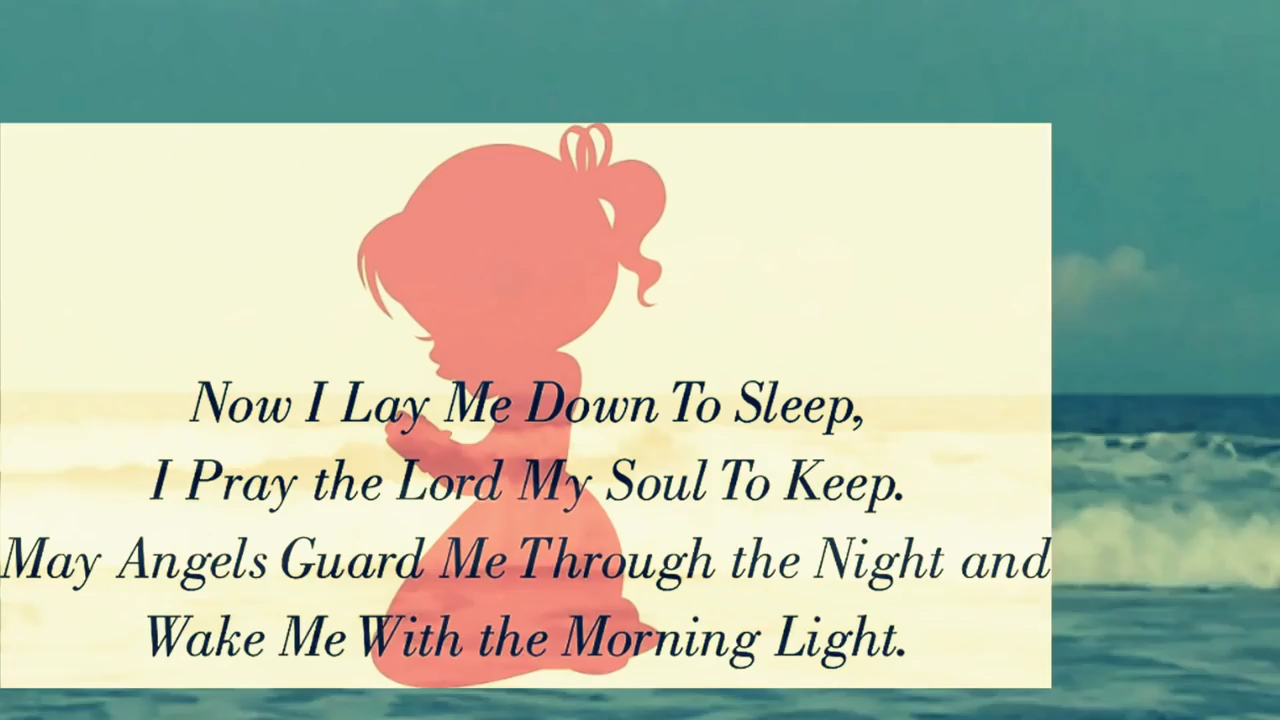 Now I Lay Me Down To Sleep,
I Pray the Lord My Soul To Keep.
May Angels Guard Me Through the Night and
Wake Me With the Morning Light.